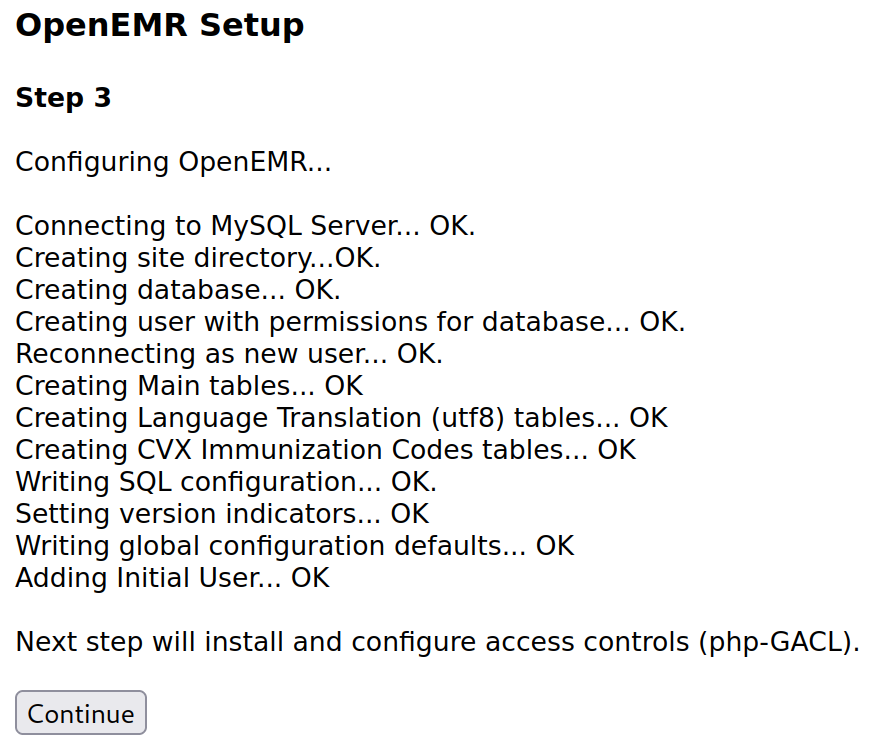 OpenEMR Setup
Step 3
Configuring OpenEMR...
Connecting to MySQL Server... OK.
Creating site directory...OK.
Creating database... OK.
Creating user with permissions for database... OK.
Reconnecting as new user... OK.
Creating Main tables... OK
Creating Language Translation (utf8) tables... OK
Creating CVX Immunization Codes tables... OK
Writing SQL configuration... OK.
Setting version indicators... OK
Writing global configuration defaults... OK
Adding Initial User... OK
Next step will install and configure access controls (php-GACL).
Continue